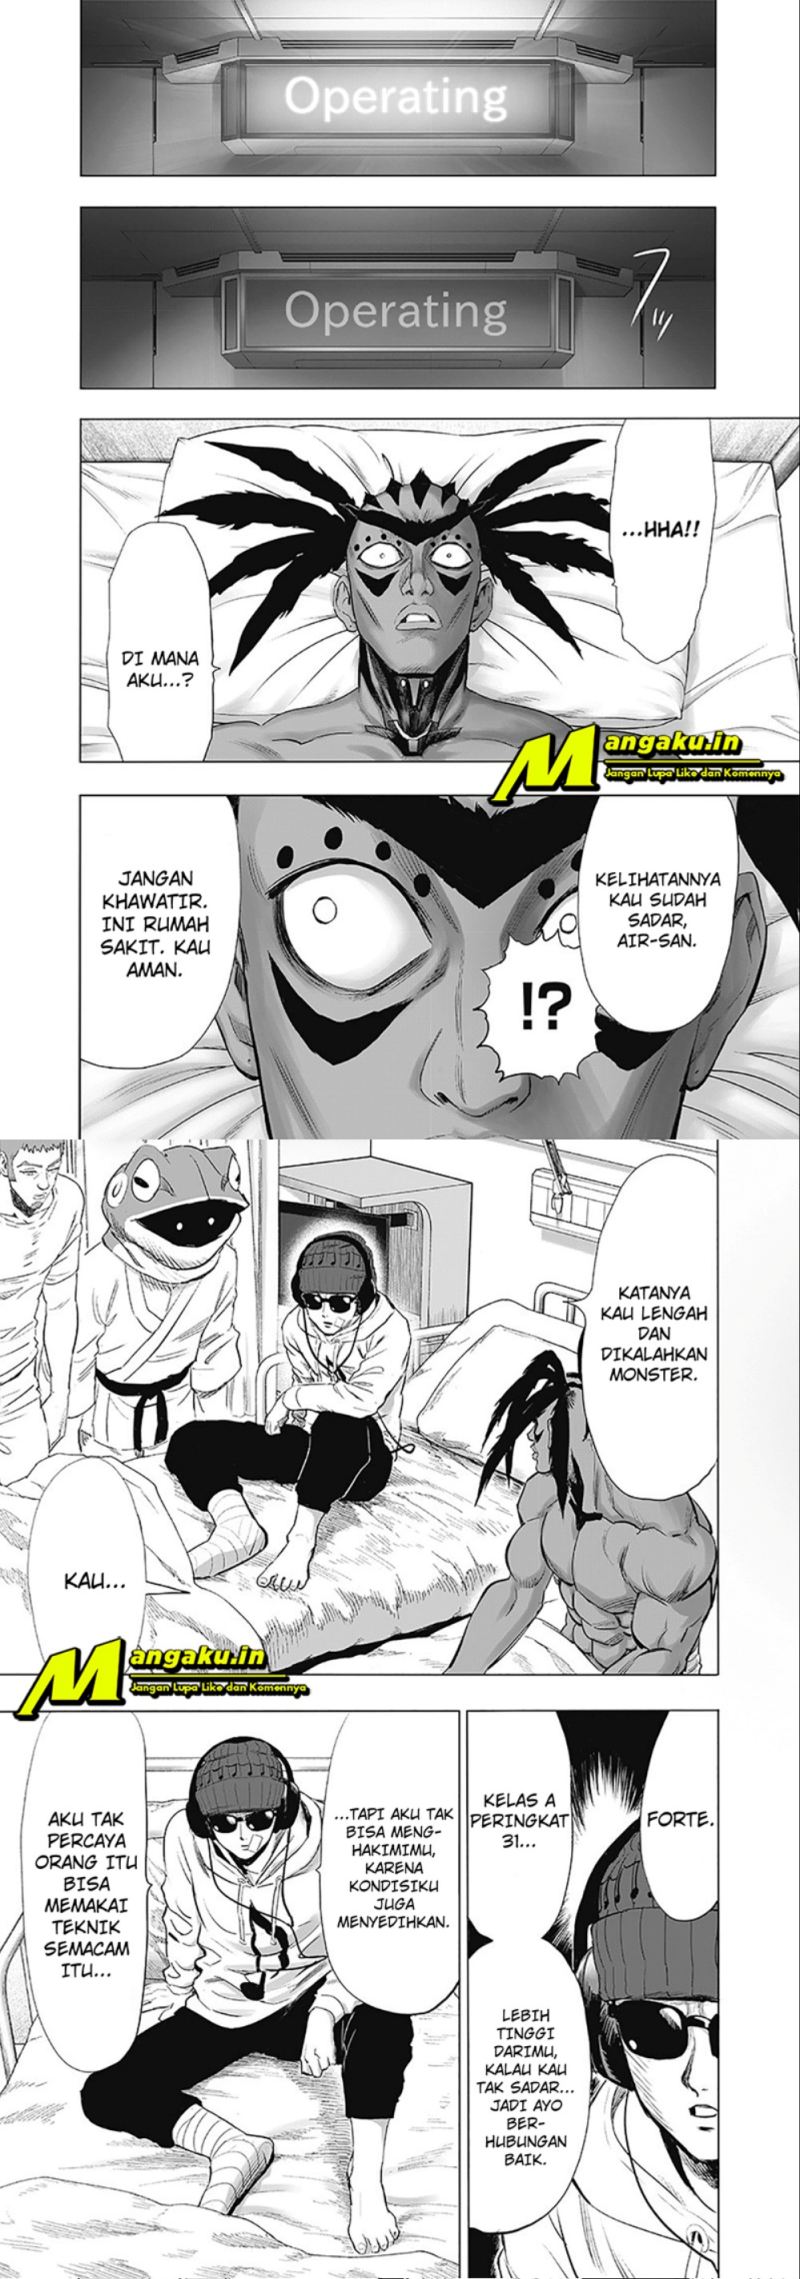 Operating
Operating
...HHA!!
DI MANA
AKU...?
Mangaku.in
Jangan Lupa Like dan Komennya
KELIHATANNYA
KAU SUDAH
SADAR,
AIR-SAN.
!?
JANGAN
KHAWATIR.
INI RUMAH
SAKIT. KAU
AMAN.
KATANYA
KAU LENGAH
DAN
DIKALAHKAN
MONSTER.
KAU...
Mangaku.in
Jangan Lupa Like dan Komennya
FORTE.
KELAS A
PERINGKAT
31...
LEBIH
TINGGI
DARIMU,
KALAU KAU
TAK SADAR...
JADI AYO
BER-
HUBUNGAN
BAIK.
...TAPI AKU TAK
BISA MENG-
HAKIMIMU,
KARENA
KONDISIKU
JUGA
MENYEDIHKAN.
AKU TAK
PERCAYA
ORANG ITU
BISA
MEMAKAI
TEKNIK
SEMACAM
ITU...